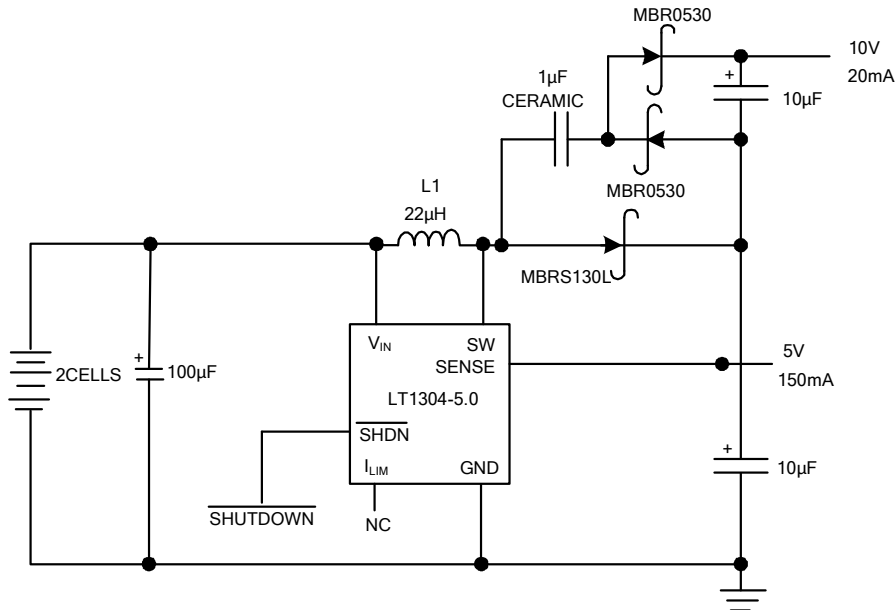 MBR0530
10V
20mA
1µF
CERAMIC
+
10µF
MBR0530
L1
22µH
MBRS130L
VIN
SW
SENSE
5V
150mA
2CELLS
+
100µF
LT1304-5.0
SHDN
ILIM
GND
+
10µF
SHUTDOWN
NC